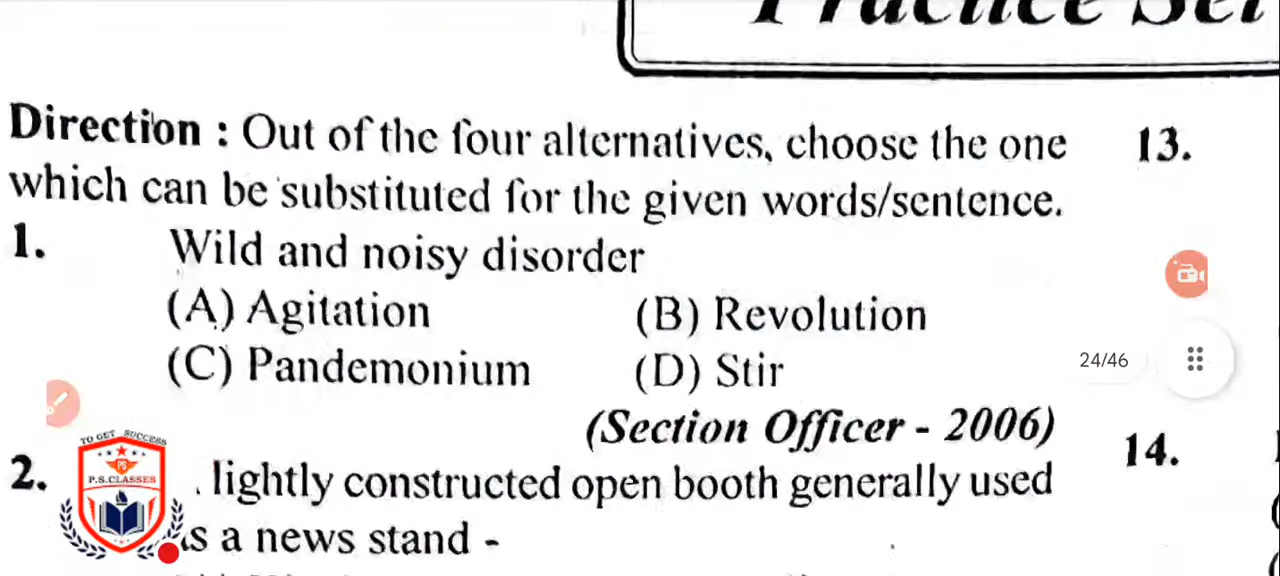 Practice Set
Direction : Out of the four alternatives, choose the one
which can be substituted for the given words/sentence.
1. Wild and noisy disorder
(A) Agitation (B) Revolution
(C) Pandemonium (D) Stir
(Section Officer - 2006)
2. lightly constructed open booth generally used
s a news stand -
13.
14.
24/46
TO GET SUCCESS
PS
P.S.CLASSES